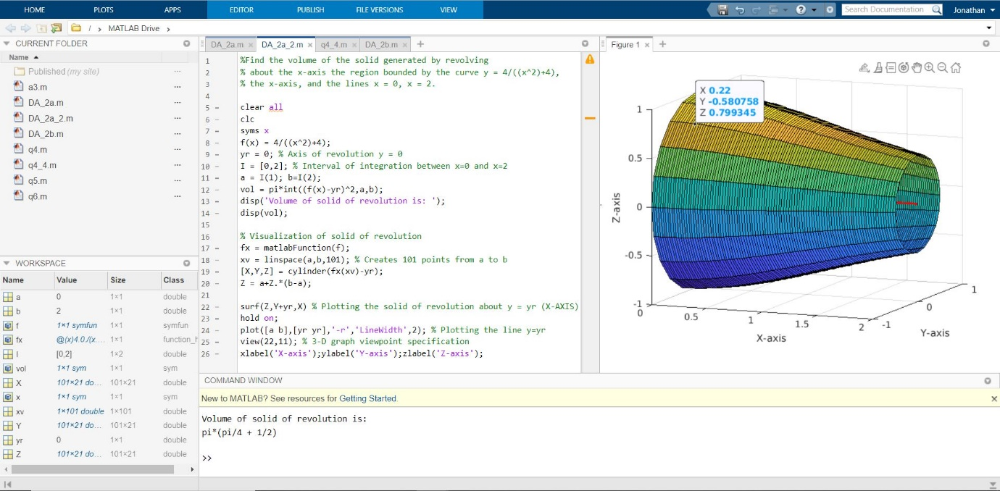 HOME PLOTS APPS EDITOR PUBLISH FILE VERSIONS VIEW Search Documentation Jonathan
/ > MATLAB Drive >
CURRENT FOLDER
Name
Published (my site)
a3.m
DA_2a.m
DA_2a_2.m
DA_2b.m
q4.m
q4_4.m
q5.m
q6.m
WORKSPACE
Name Value Size Class
a 0 1×1 double
b 2 1×1 double
f 1×1 symfun 1×1 symfun
fx @(x)4.0./(x.... 1×1 function_h
I [0,2] 1×2 double
vol 1×1 sym 1×1 sym
X 101×21 do... 101×21 double
x 1×1 sym 1×1 sym
xv 1×101 double 1×101 double
Y 101×21 do... 101×21 double
yr 0 1×1 double
Z 101×21 do... 101×21 double
DA_2a.m × DA_2a_2.m × q4_4.m × DA_2b.m × +
1 %Find the volume of the solid generated by revolving
2 % about the x-axis the region bounded by the curve y = 4/((x^2)+4),
3 % the x-axis, and the lines x = 0, x = 2.
4
5 - clear all
6 - clc
7 - syms x
8 - f(x) = 4/((x^2)+4);
9 - yr = 0; % Axis of revolution y = 0
10 - I = [0,2]; % Interval of integration between x=0 and x=2
11 - a = I(1); b=I(2);
12 - vol = pi*int((f(x)-yr)^2,a,b);
13 - disp('Volume of solid of revolution is: ');
14 - disp(vol);
15
16 % Visualization of solid of revolution
17 - fx = matlabFunction(f);
18 - xv = linspace(a,b,101); % Creates 101 points from a to b
19 - [X,Y,Z] = cylinder(fx(xv)-yr);
20 - Z = a+Z.*(b-a);
21
22 - surf(Z,Y+yr,X) % Plotting the solid of revolution about y = yr (X-AXIS)
23 - hold on;
24 - plot([a b],[yr yr],'-r','LineWidth',2); % Plotting the line y=yr
25 - view(22,11); % 3-D graph viewpoint specification
26 - xlabel('X-axis');ylabel('Y-axis');zlabel('Z-axis');
Figure 1 × +
X 0.22
Y -0.580758
Z 0.799345
1
0.5
0
-0.5
-1
Z-axis
0
0.5
1
1.5
2
X-axis
-1
0
1
Y-axis
COMMAND WINDOW
New to MATLAB? See resources for Getting Started. ×
Volume of solid of revolution is:
pi*(pi/4 + 1/2)
>>